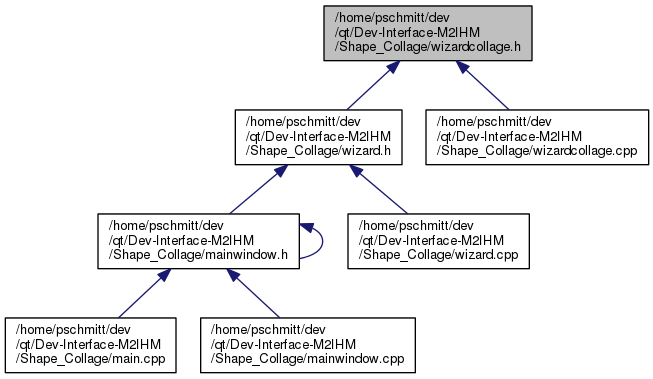 /home/pschmitt/dev
/qt/Dev-Interface-M2IHM
/Shape_Collage/wizardcollage.h
/home/pschmitt/dev
/qt/Dev-Interface-M2IHM
/Shape_Collage/wizard.h
/home/pschmitt/dev
/qt/Dev-Interface-M2IHM
/Shape_Collage/wizardcollage.cpp
/home/pschmitt/dev
/qt/Dev-Interface-M2IHM
/Shape_Collage/mainwindow.h
/home/pschmitt/dev
/qt/Dev-Interface-M2IHM
/Shape_Collage/wizard.cpp
/home/pschmitt/dev
/qt/Dev-Interface-M2IHM
/Shape_Collage/main.cpp
/home/pschmitt/dev
/qt/Dev-Interface-M2IHM
/Shape_Collage/mainwindow.cpp